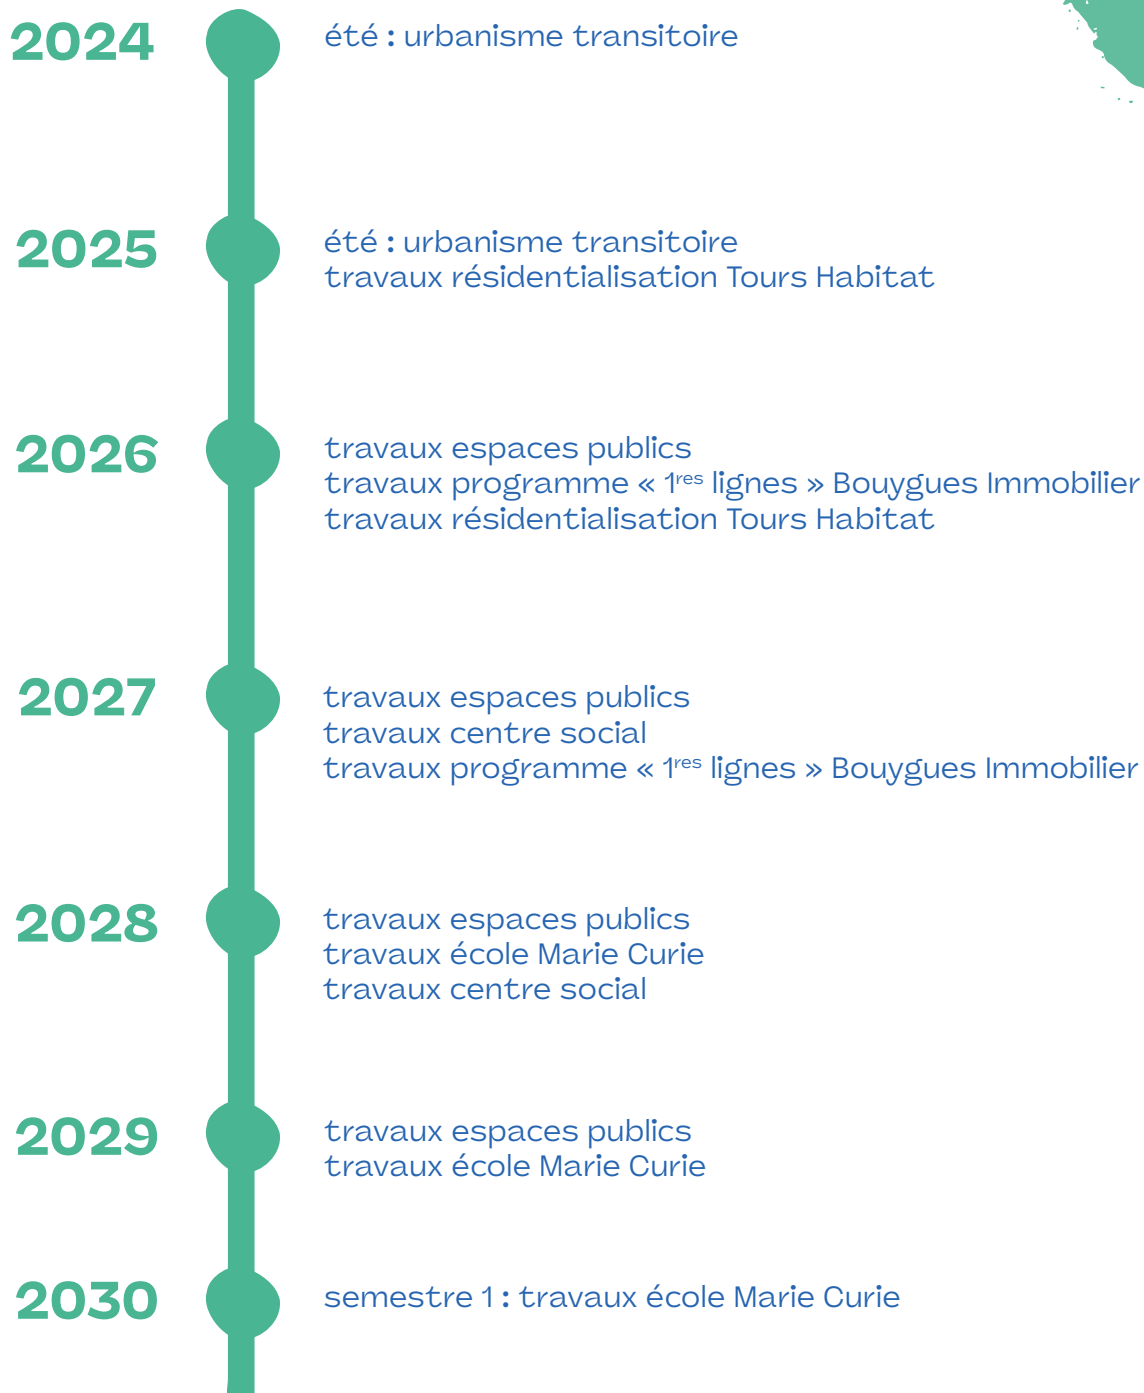 2024
été : urbanisme transitoire
2025
été : urbanisme transitoire
travaux résidentialisation Tours Habitat
2026
travaux espaces publics
travaux programme « 1res lignes » Bouygues Immobilier
travaux résidentialisation Tours Habitat
2027
travaux espaces publics
travaux centre social
travaux programme « 1res lignes » Bouygues Immobilier
2028
travaux espaces publics
travaux école Marie Curie
travaux centre social
2029
travaux espaces publics
travaux école Marie Curie
2030
semestre 1 : travaux école Marie Curie